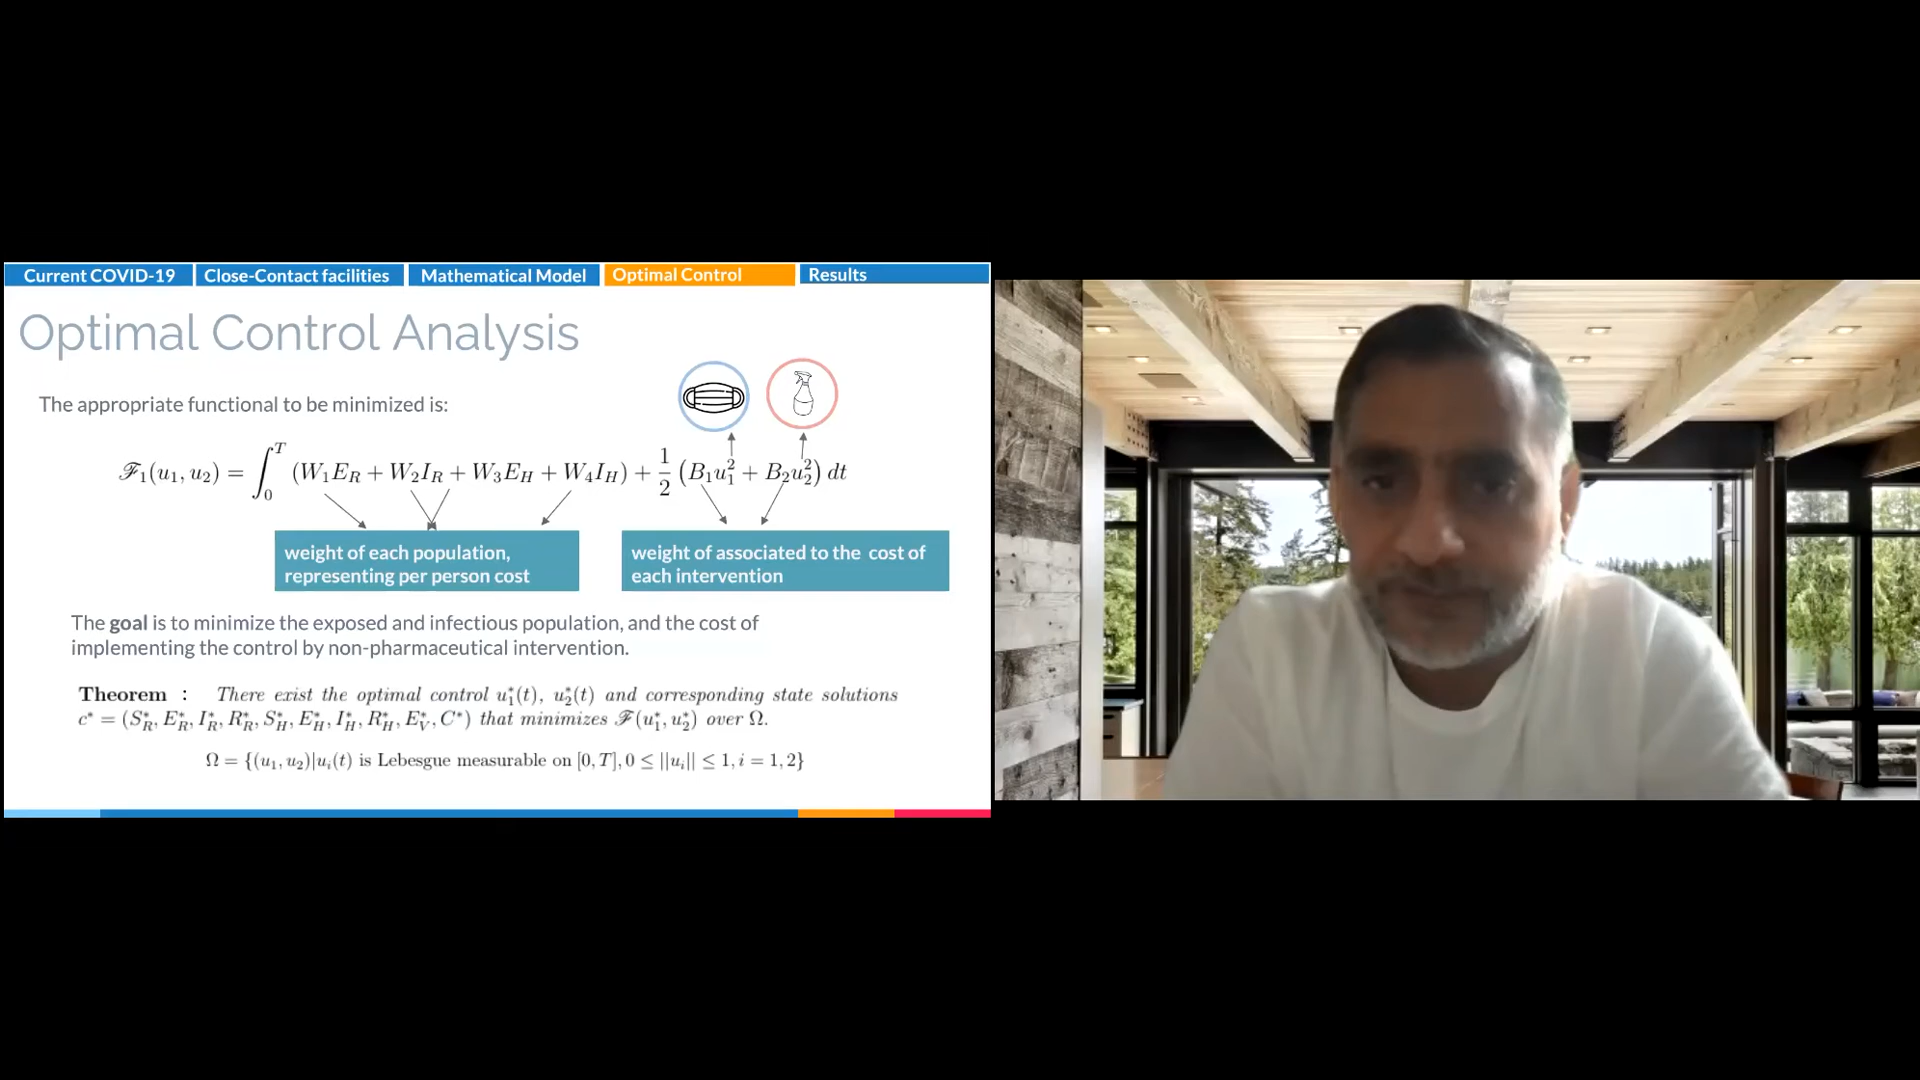 Current COVID-19
Close-Contact facilities
Mathematical Model
Optimal Control
Results
Optimal Control Analysis
The appropriate functional to be minimized is:
ℱ₁(u₁, u₂) = ∫₀ᵀ (W₁E_R + W₂I_R + W₃E_H + W₄I_H) + 1/2 (B₁u₁² + B₂u₂²) dt
weight of each population,
representing per person cost
weight of associated to the cost of
each intervention
The goal is to minimize the exposed and infectious population, and the cost of
implementing the control by non-pharmaceutical intervention.
Theorem : There exist the optimal control u₁*(t), u₂*(t) and corresponding state solutions
c* = (S_R*, E_R*, I_R*, R_R*, S_H*, E_H*, I_H*, R_H*, E_V*, C*) that minimizes ℱ(u₁*, u₂*) over Ω.
Ω = {(u₁, u₂)|uᵢ(t) is Lebesgue measurable on [0, T], 0 ≤ ||uᵢ|| ≤ 1, i = 1, 2}